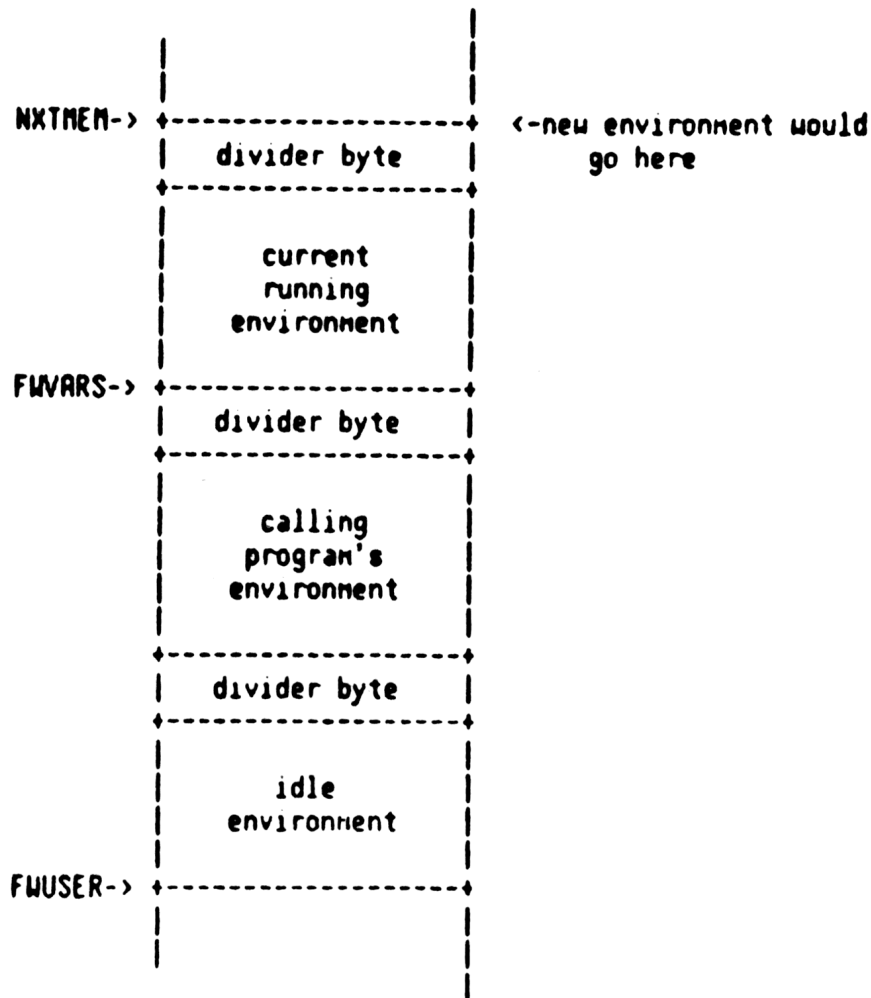 NXTMEM-> +------------------+ <-new environment would
| divider byte | go here
+------------------+
current
running
environment
FWVARS-> +------------------+
| divider byte |
+------------------+
calling
program's
environment
+------------------+
| divider byte |
+------------------+
idle
environment
FWUSER-> +------------------+